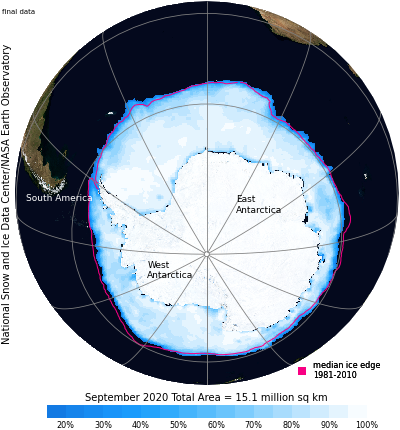 final data
National Snow and Ice Data Center/NASA Earth Observatory
South America
East
Antarctica
West
Antarctica
median ice edge
1981-2010
September 2020 Total Area = 15.1 million sq km
20% 30% 40% 50% 60% 70% 80% 90% 100%